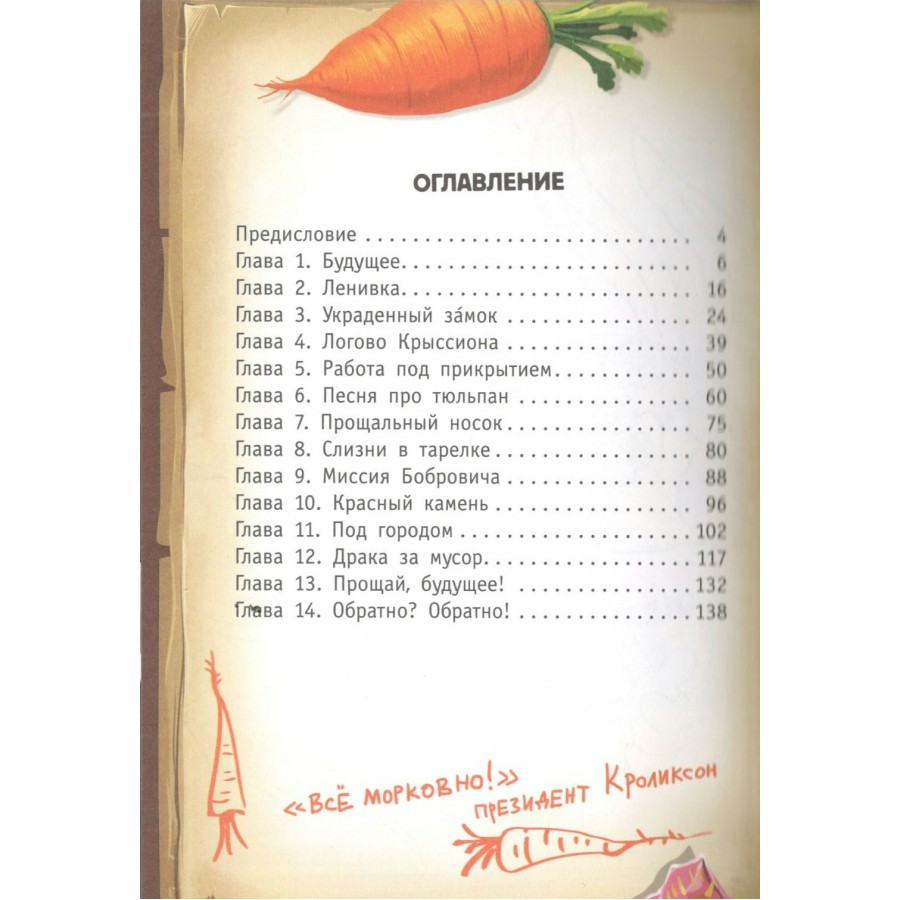 ОГЛАВЛЕНИЕ
Предисловие . . . . . . . . . . . . . . . . . . . . . . . . . . . . 4
Глава 1. Будущее. . . . . . . . . . . . . . . . . . . . . . . . . 6
Глава 2. Ленивка. . . . . . . . . . . . . . . . . . . . . . . . . 16
Глава 3. Украденный за́мок . . . . . . . . . . . . . . . . 24
Глава 4. Логово Крыссиона . . . . . . . . . . . . . . . . 39
Глава 5. Работа под прикрытием. . . . . . . . . . . . 50
Глава 6. Песня про тюльпан . . . . . . . . . . . . . . . 60
Глава 7. Прощальный носок . . . . . . . . . . . . . . . . 75
Глава 8. Слизни в тарелке . . . . . . . . . . . . . . . . . 80
Глава 9. Миссия Бобровича . . . . . . . . . . . . . . . . 88
Глава 10. Красный камень . . . . . . . . . . . . . . . . . 96
Глава 11. Под городом . . . . . . . . . . . . . . . . . . . . 102
Глава 12. Драка за мусор. . . . . . . . . . . . . . . . . . 117
Глава 13. Прощай, будущее! . . . . . . . . . . . . . . . 132
Глава 14. Обратно? Обратно! . . . . . . . . . . . . . . . 138
«ВСЁ МОРКОВНО!»
ПРЕЗИДЕНТ КРОЛИКСОН